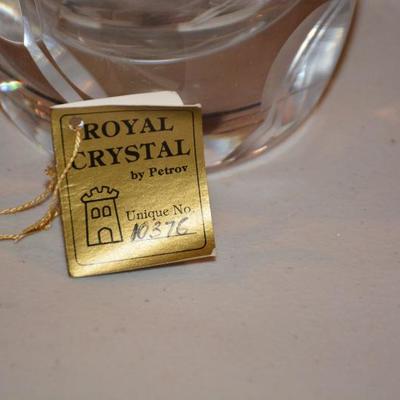 ROYAL
CRYSTAL
by Petrov
Unique No.
10376